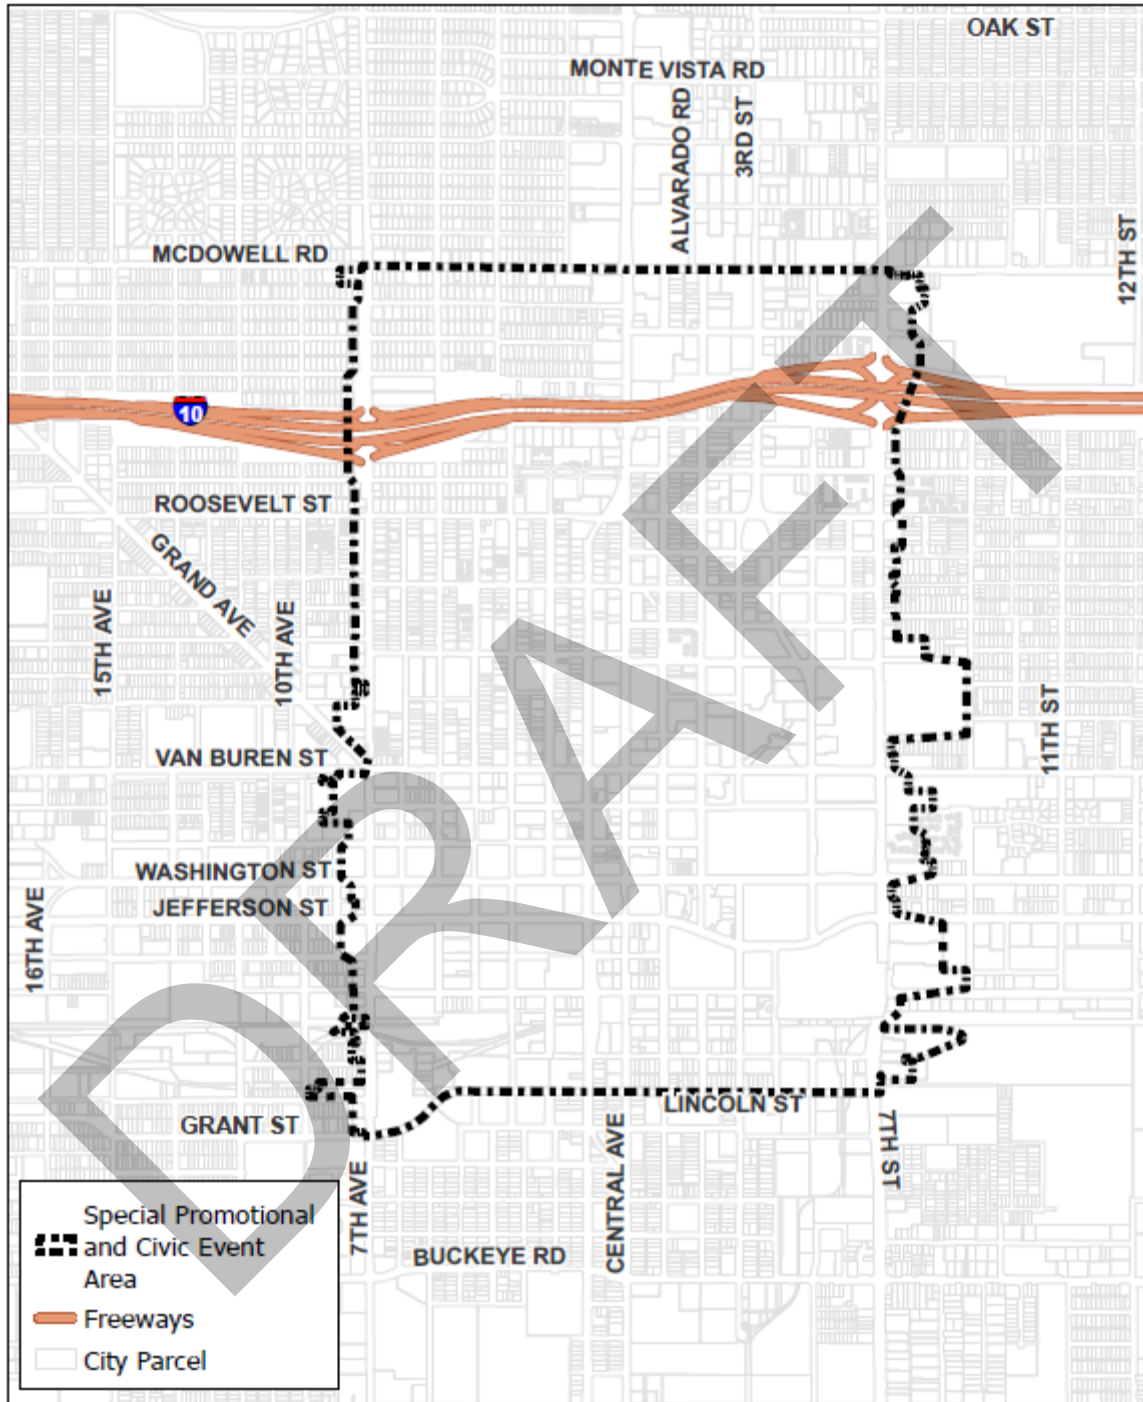 OAK ST
MONTE VISTA RD
ALVARADO RD
3RD ST
MCDOWELL RD
12TH ST
10
ROOSEVELT ST
GRAND AVE
15TH AVE
10TH AVE
11TH ST
VAN BUREN ST
WASHINGTON ST
JEFFERSON ST
16TH AVE
DRAFT
LINCOLN ST
GRANT ST
7TH ST
CENTRAL AVE
7TH AVE
BUCKEYE RD
Special Promotional
and Civic Event
Area
Freeways
City Parcel